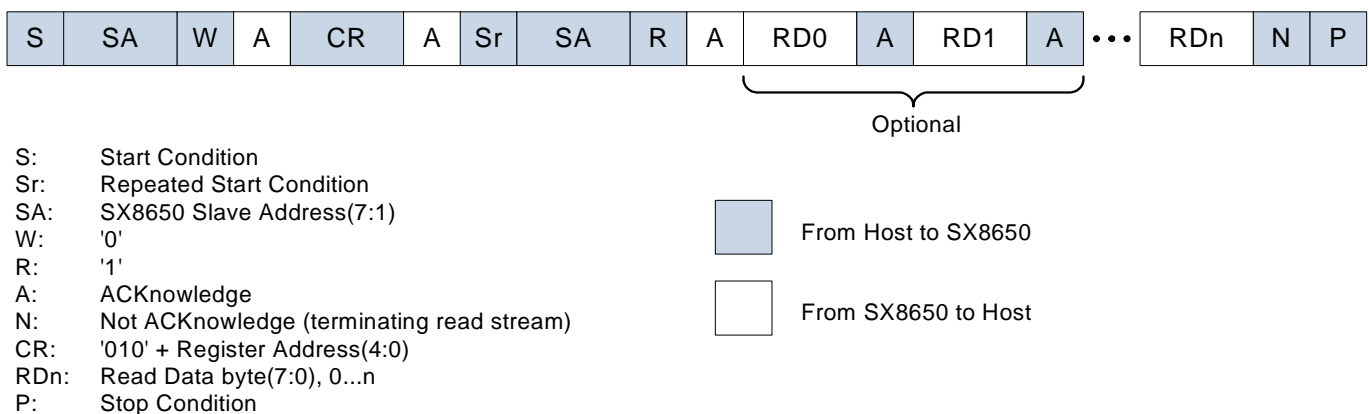 S SA W A CR A Sr SA R A RD0 A RD1 A ••• RDn N P
Optional
S: Start Condition
Sr: Repeated Start Condition
SA: SX8650 Slave Address(7:1)
W: '0'
R: '1'
A: ACKnowledge
N: Not ACKnowledge (terminating read stream)
CR: '010' + Register Address(4:0)
RDn: Read Data byte(7:0), 0...n
P: Stop Condition
From Host to SX8650
From SX8650 to Host